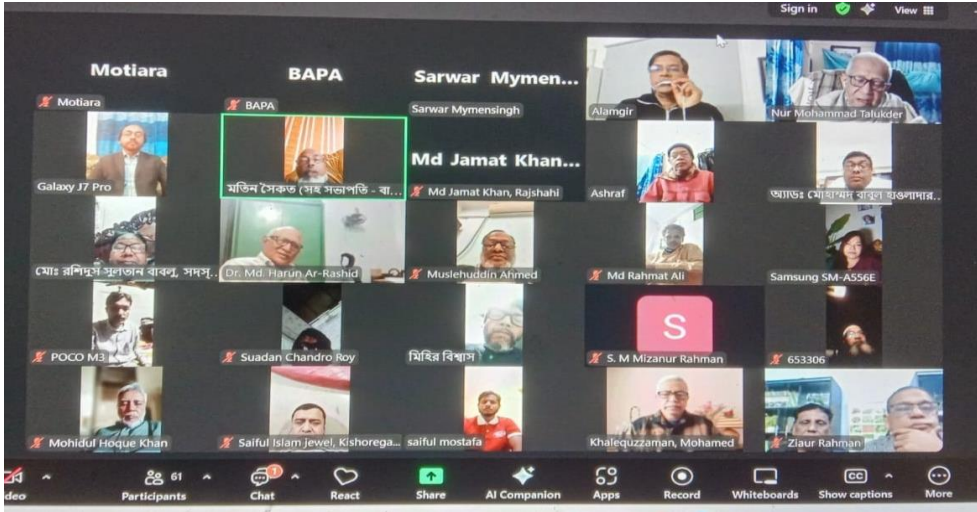 Sign in
View
Motiara
BAPA
Sarwar Mymen...
Motiara
BAPA
Sarwar Mymensingh
Alamgir
Nur Mohammad Talukder
Galaxy J7 Pro
মতিন সৈকত (সহ সভাপতি - বা...
Md Jamat Khan...
Md Jamat Khan, Rajshahi
Ashraf
অ্যাডঃ মোহাম্মদ বাবুল হাওলাদার..
মোঃ রশিদুস সুলতান বাবলু, সদস্..
Dr. Md. Harun Ar-Rashid
Muslehuddin Ahmed
Md Rahmat Ali
Samsung SM-A556E
POCO M3
Suadan Chandro Roy
মিহির বিশ্বাস
S
S. M Mizanur Rahman
653306
Mohidul Hoque Khan
Saiful Islam jewel, Kishorega...
saiful mostafa
Khalequzzaman, Mohamed
Ziaur Rahman
deo
61
Participants
1
Chat
React
Share
AI Companion
Apps
Record
Whiteboards
CC
Show captions
More